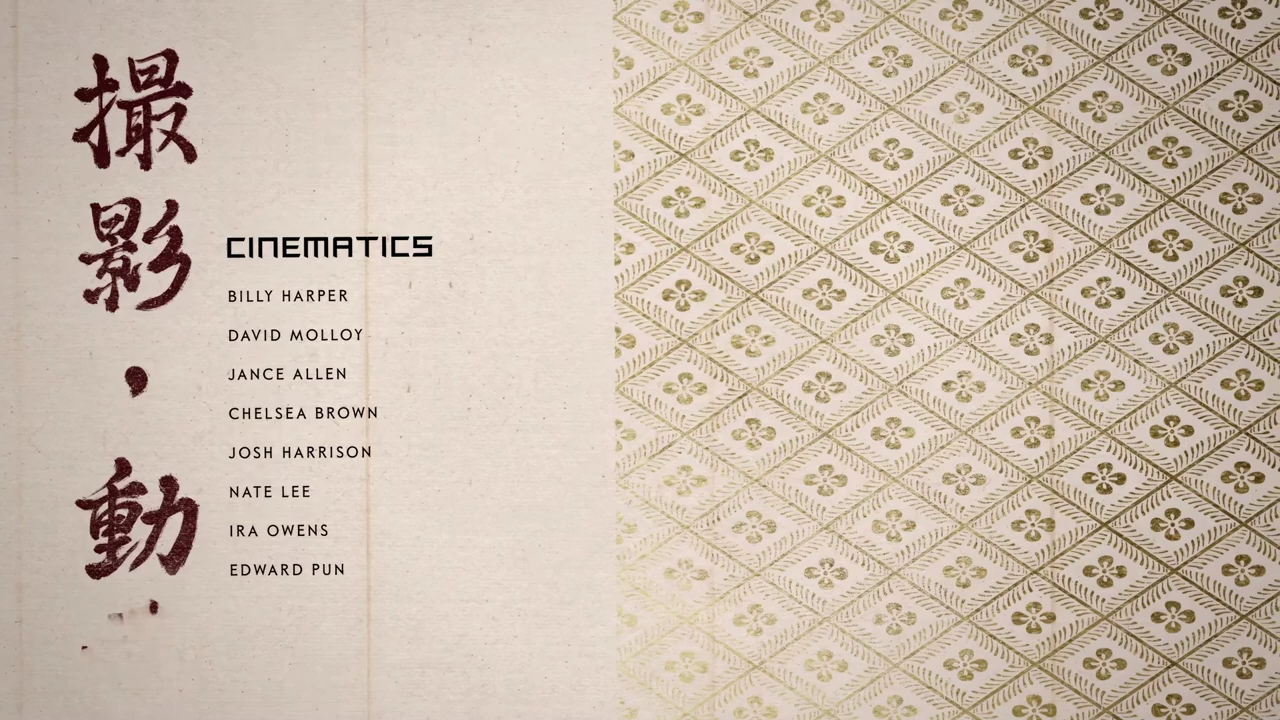 撮影・動
CINEMATICS
BILLY HARPER
DAVID MOLLOY
JANCE ALLEN
CHELSEA BROWN
JOSH HARRISON
NATE LEE
IRA OWENS
EDWARD PUN